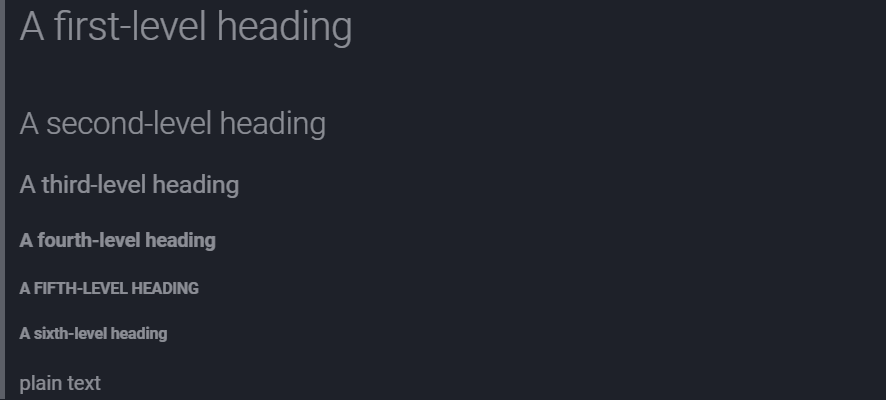 A first-level heading
A second-level heading
A third-level heading
A fourth-level heading
A FIFTH-LEVEL HEADING
A sixth-level heading
plain text